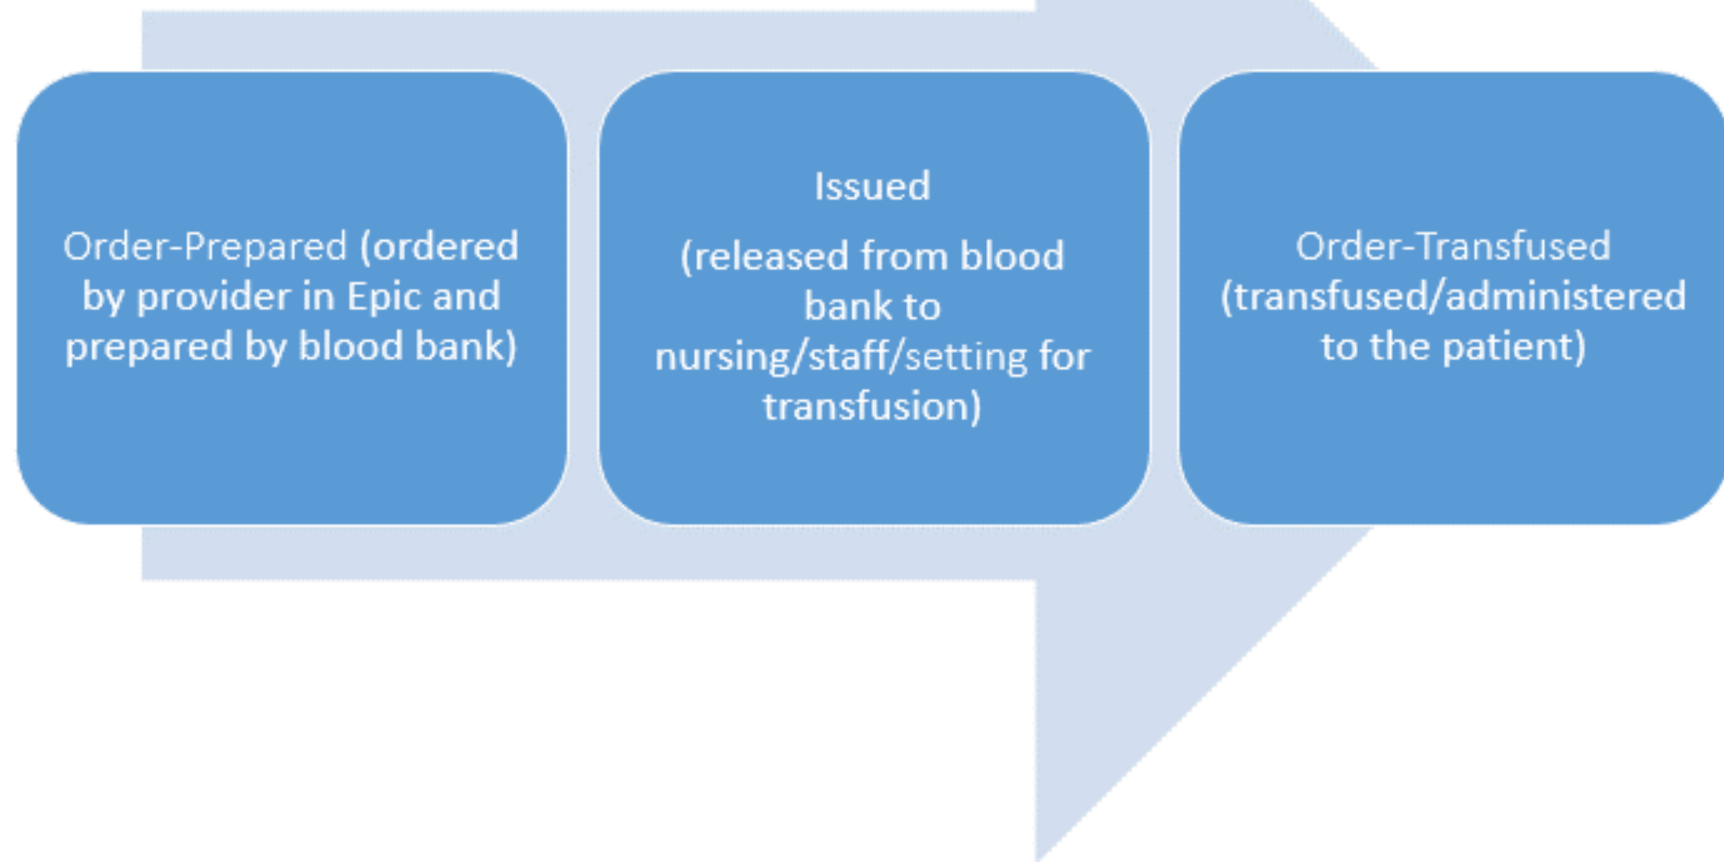 Order-Prepared (ordered
by provider in Epic and
prepared by blood bank)
Issued
(released from blood
bank to
nursing/staff/setting for
transfusion)
Order-Transfused
(transfused/administered
to the patient)